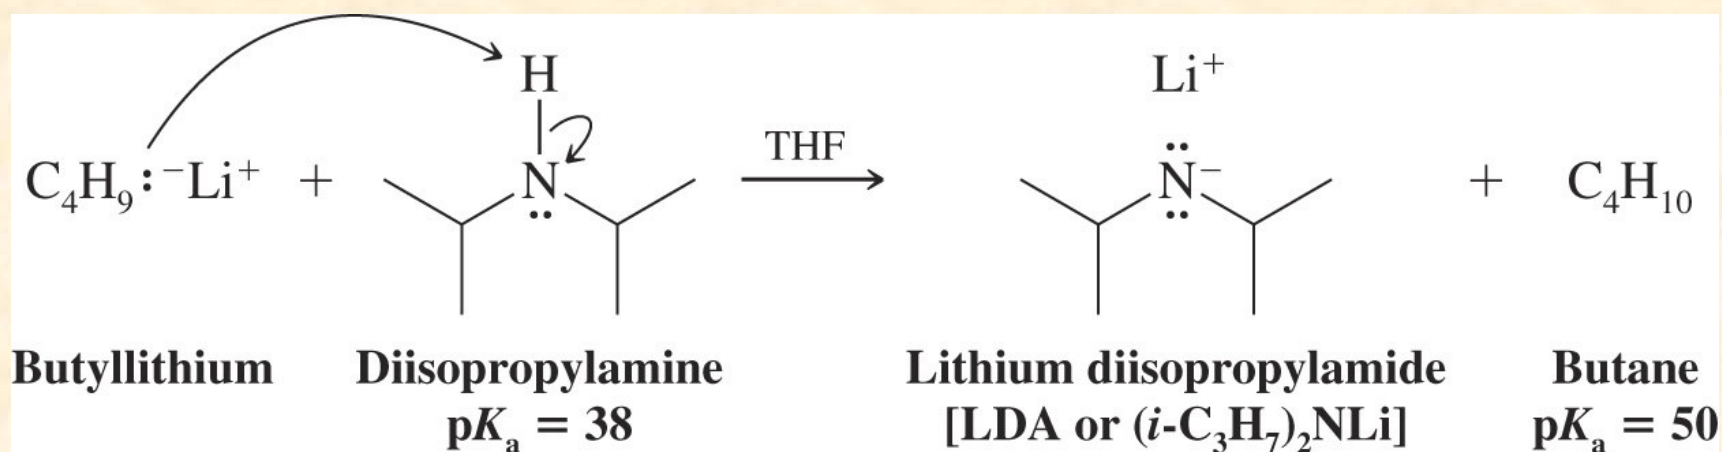 H
Li⁺
THF
C₄H₉:⁻Li⁺ + N N⁻ + C₄H₁₀
Butyllithium Diisopropylamine Lithium diisopropylamide Butane
pKₐ = 38 [LDA or (i-C₃H₇)₂NLi] pKₐ = 50